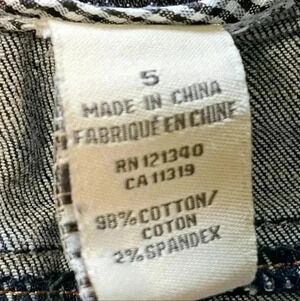 5
MADE IN CHINA
FABRIQUÉ EN CHINE
RN 121340
CA 11319
98% COTTON/
COTON
2% SPANDEX